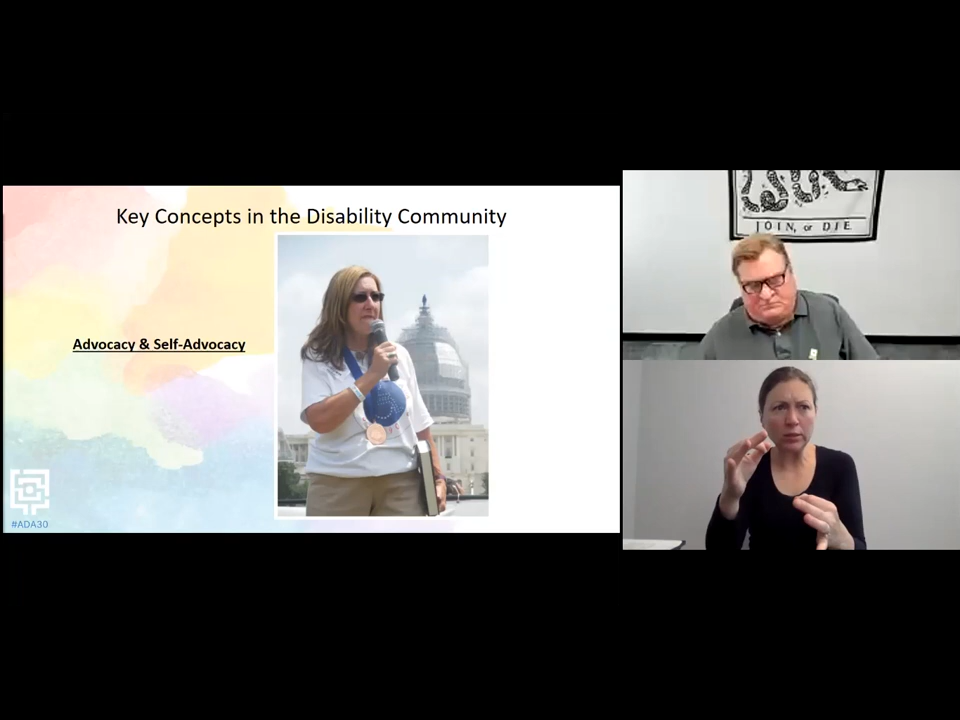 Key Concepts in the Disability Community
Advocacy & Self-Advocacy
#ADA30
JOIN, or DIE